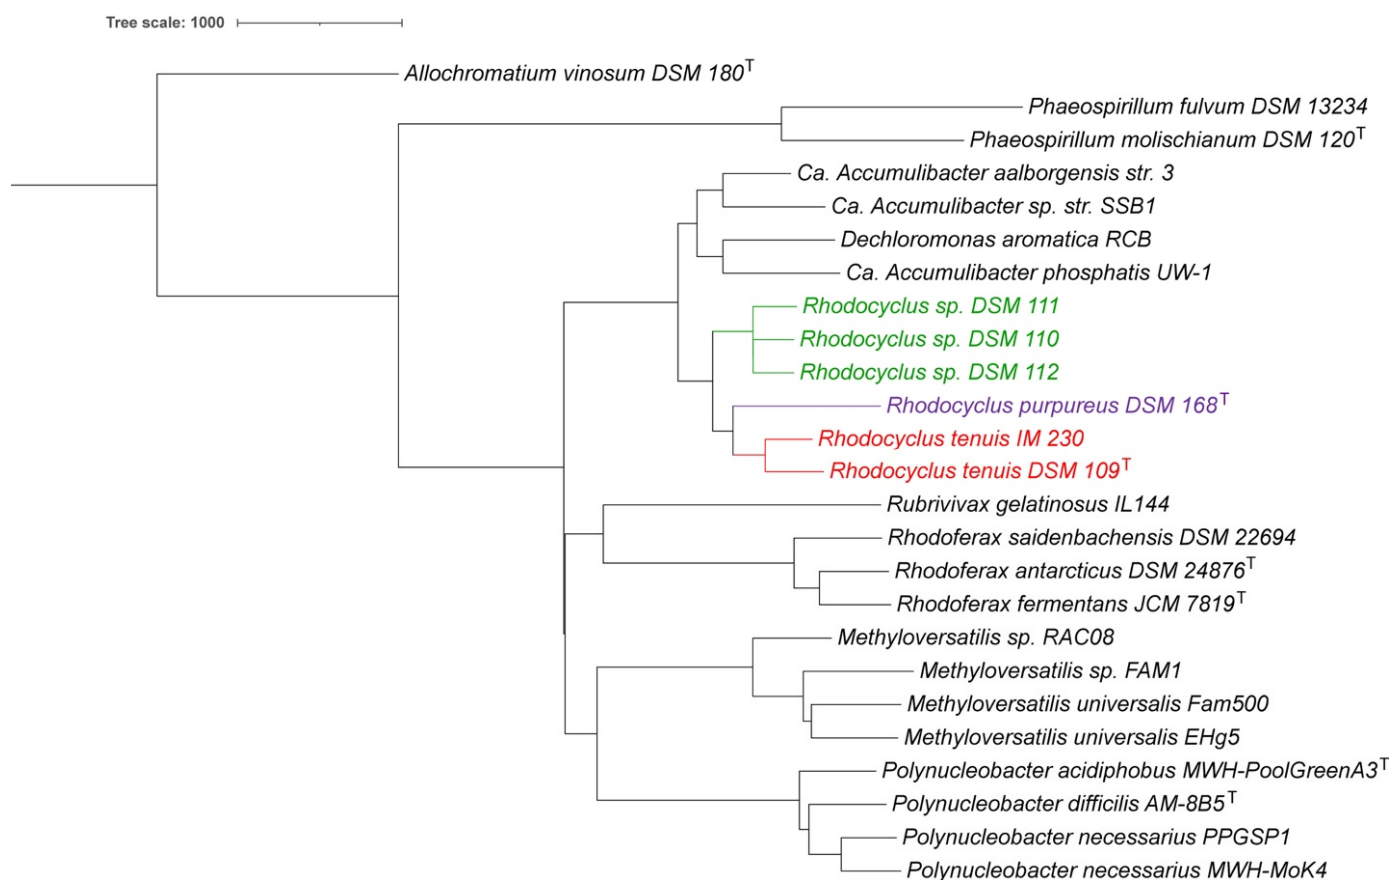 Tree scale: 1000
Allochromatium vinosum DSM 180T
Phaeospirillum fulvum DSM 13234
Phaeospirillum molischianum DSM 120T
Ca. Accumulibacter aalborgensis str. 3
Ca. Accumulibacter sp. str. SSB1
Dechloromonas aromatica RCB
Ca. Accumulibacter phosphatis UW-1
Rhodocyclus sp. DSM 111
Rhodocyclus sp. DSM 110
Rhodocyclus sp. DSM 112
Rhodocyclus purpureus DSM 168T
Rhodocyclus tenuis IM 230
Rhodocyclus tenuis DSM 109T
Rubrivivax gelatinosus IL144
Rhodoferax saidenbachensis DSM 22694
Rhodoferax antarcticus DSM 24876T
Rhodoferax fermentans JCM 7819T
Methyloversatilis sp. RAC08
Methyloversatilis sp. FAM1
Methyloversatilis universalis Fam500
Methyloversatilis universalis EHg5
Polynucleobacter acidiphobus MWH-PoolGreenA3T
Polynucleobacter difficilis AM-8B5T
Polynucleobacter necessarius PPGSP1
Polynucleobacter necessarius MWH-MoK4